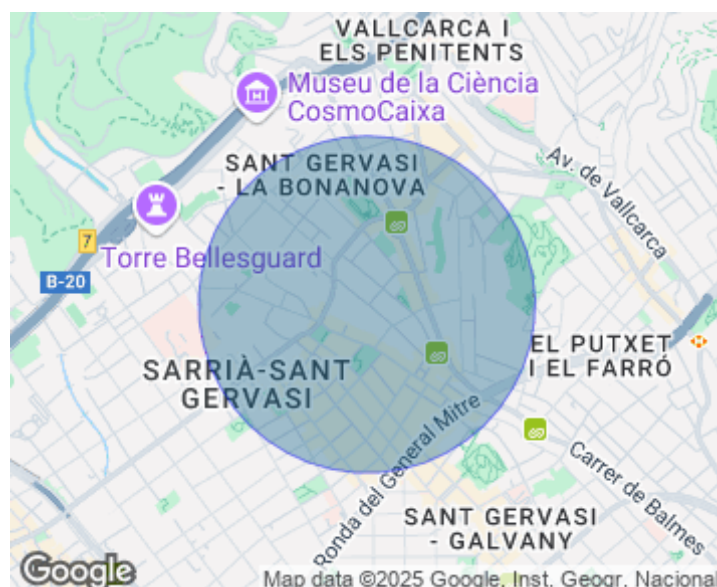 VALLCARCA I
ELS PENITENTS
Museu de la Ciència
CosmoCaixa
SANT GERVASI
- LA BONANOVA
Av. de Vallcarca
7
Torre Bellesguard
B-20
EL PUTXET
I EL FARRÓ
SARRIÀ-SANT
GERVASI
Ronda del General Mitre
Carrer de Balmes
SANT GERVASI
- GALVANY
Google
Map data ©2025 Google, Inst. Geogr. Nacional